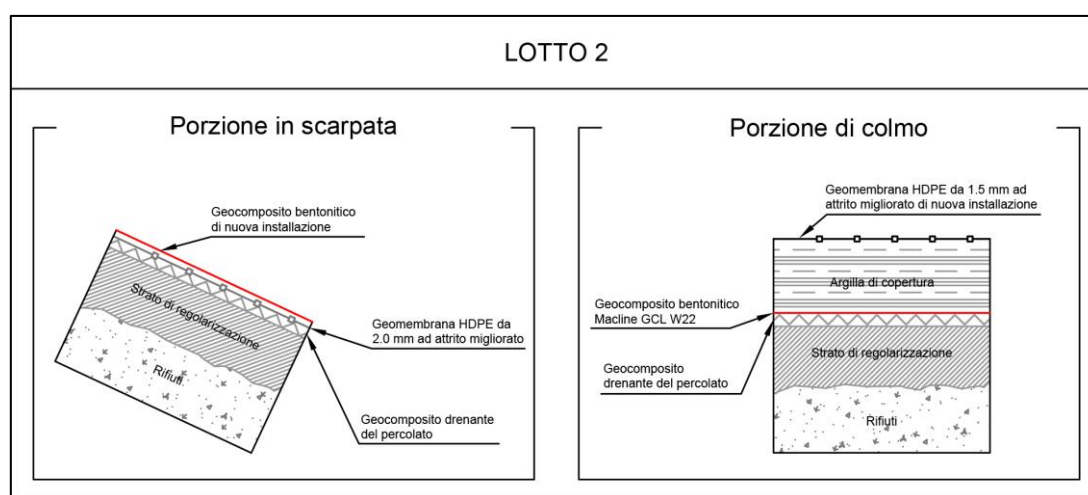 LOTTO 2
Porzione in scarpata
Geocomposito bentonitico
di nuova installazione
Strato di regolarizzazione
Rifiuti
Geomembrana HDPE da
2.0 mm ad attrito migliorato
Geocomposito drenante
del percolato
Porzione di colmo
Geomembrana HDPE da 1.5 mm ad
attrito migliorato di nuova installazione
Argilla di copertura
Geocomposito bentonitico
Macline GCL W22
Strato di regolarizzazione
Geocomposito
drenante del percolato
Rifiuti